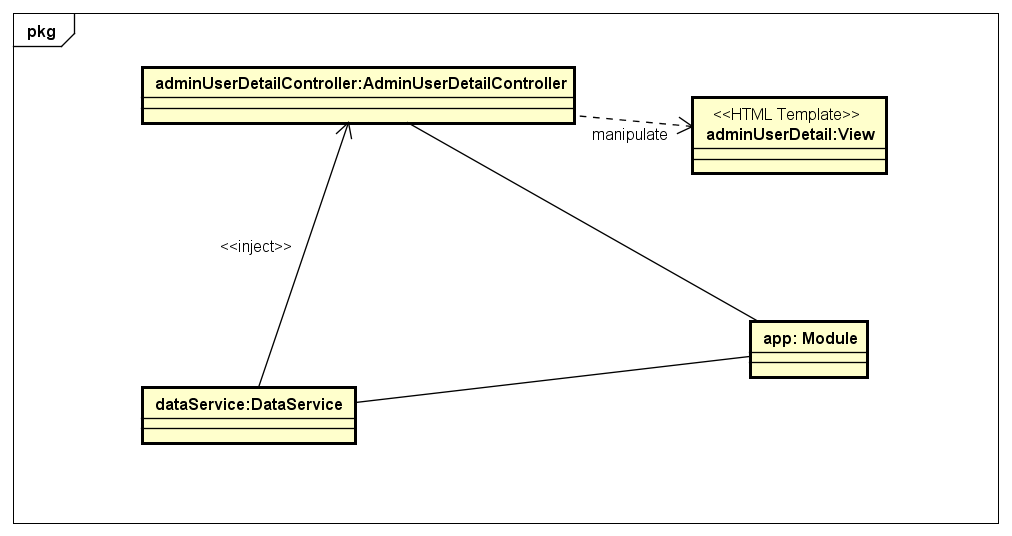 pkg
adminUserDetailController:AdminUserDetailController
<<HTML Template>>
adminUserDetail:View
manipulate
<<inject>>
app: Module
dataService:DataService